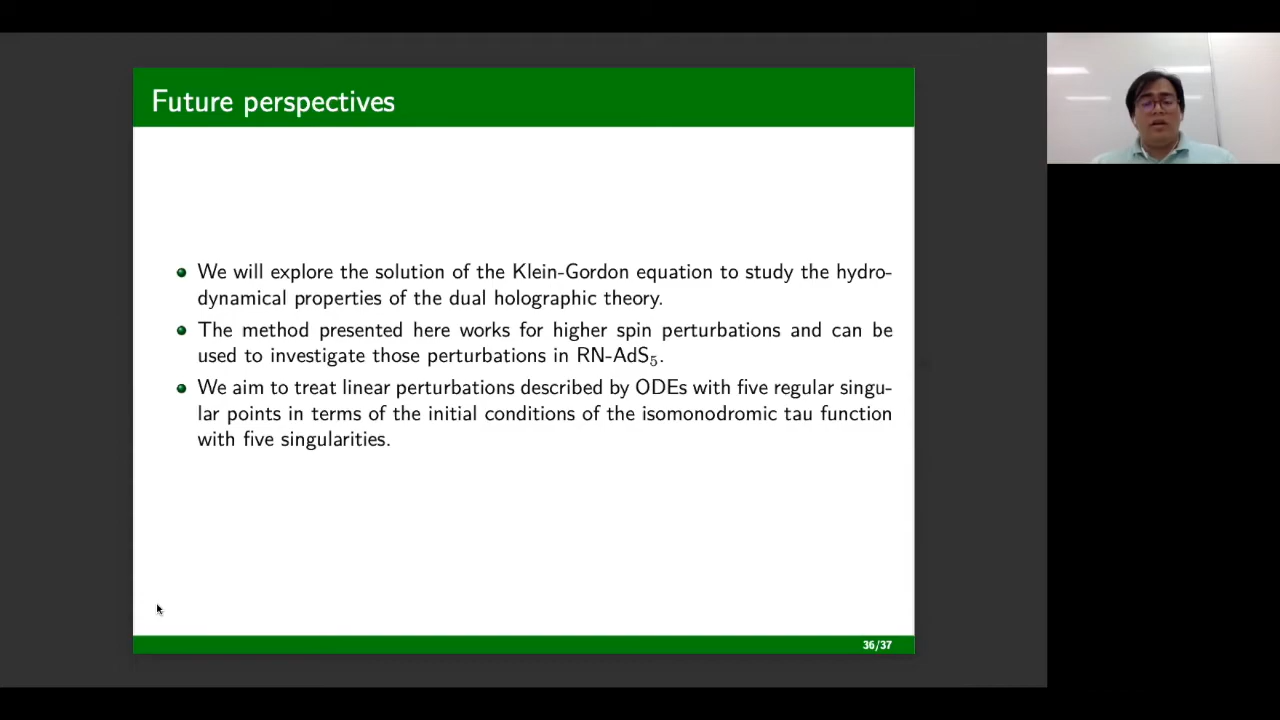 Future perspectives
We will explore the solution of the Klein-Gordon equation to study the hydro-
dynamical properties of the dual holographic theory.
The method presented here works for higher spin perturbations and can be
used to investigate those perturbations in RN-AdS₅.
We aim to treat linear perturbations described by ODEs with five regular singu-
lar points in terms of the initial conditions of the isomonodromic tau function
with five singularities.
36/37